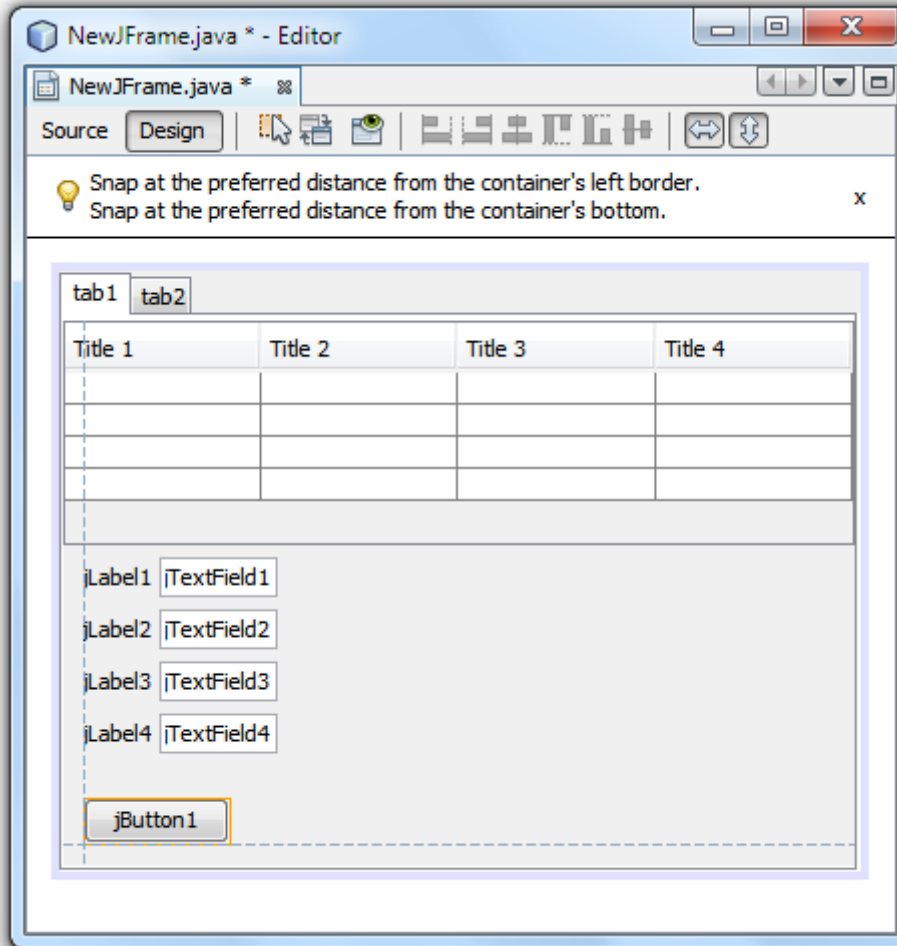 NewJFrame.java * - Editor
NewJFrame.java *
Source Design
Snap at the preferred distance from the container's left border.
Snap at the preferred distance from the container's bottom.
x
tab1 tab2
Title 1 Title 2 Title 3 Title 4
jLabel1 jTextField1
jLabel2 jTextField2
jLabel3 jTextField3
jLabel4 jTextField4
jButton1